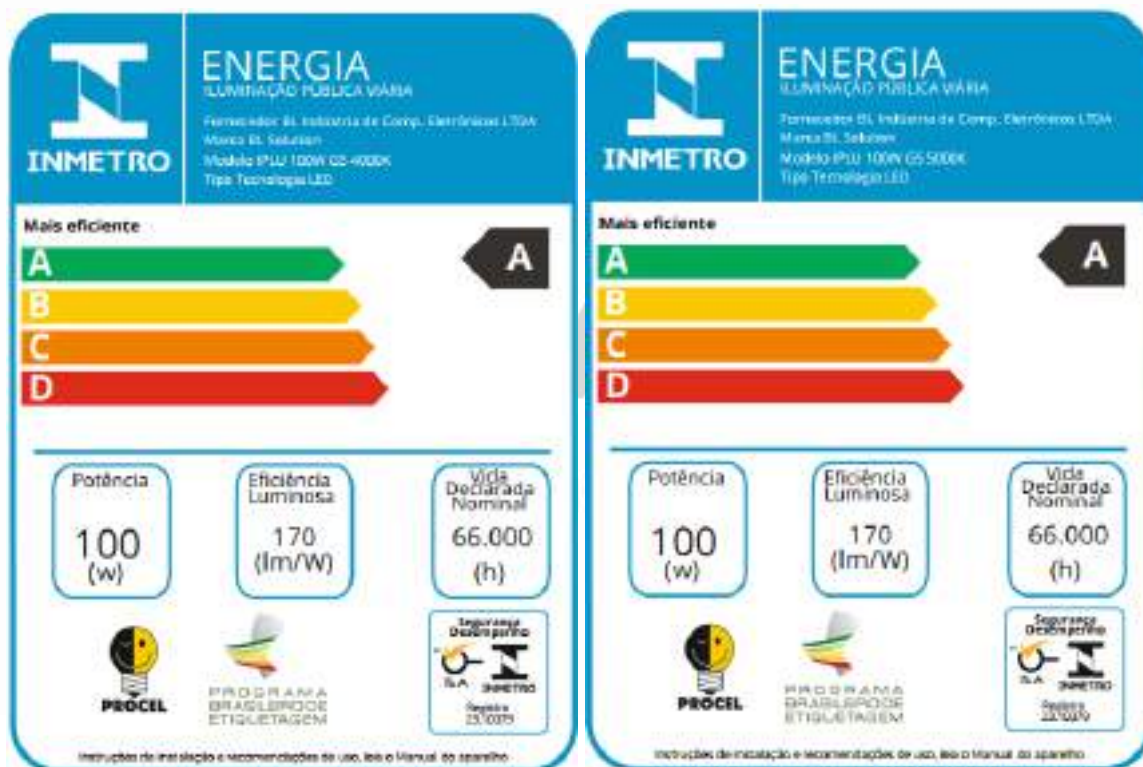 INMETRO
ENERGIA
ILUMINAÇÃO PÚBLICA VIÁRIA
Fornecedor BL Indústria de Comp. Eletrônicos LTDA
Marca BL Solution
Modelo IPLU 100W GS 4000K
Tipo Tecnologia LED
Mais eficiente
A
A
B
C
D
Potência
100
(w)
Eficiência
Luminosa
170
(lm/W)
Vida
Declarada
Nominal
66.000
(h)
PROCEL
PROGRAMA
BRASILEIRO DE
ETIQUETAGEM
Segurança
Desempenho
INMETRO
Registro
Instruções de instalação e recomendações de uso, leia o Manual do aparelho
INMETRO
ENERGIA
ILUMINAÇÃO PÚBLICA VIÁRIA
Fornecedor BL Indústria de Comp. Eletrônicos LTDA
Marca BL Solution
Modelo IPLU 100W GS 5000K
Tipo Tecnologia LED
Mais eficiente
A
A
B
C
D
Potência
100
(w)
Eficiência
Luminosa
170
(lm/W)
Vida
Declarada
Nominal
66.000
(h)
PROCEL
PROGRAMA
BRASILEIRO DE
ETIQUETAGEM
Segurança
Desempenho
INMETRO
Registro
Instruções de instalação e recomendações de uso, leia o Manual do aparelho